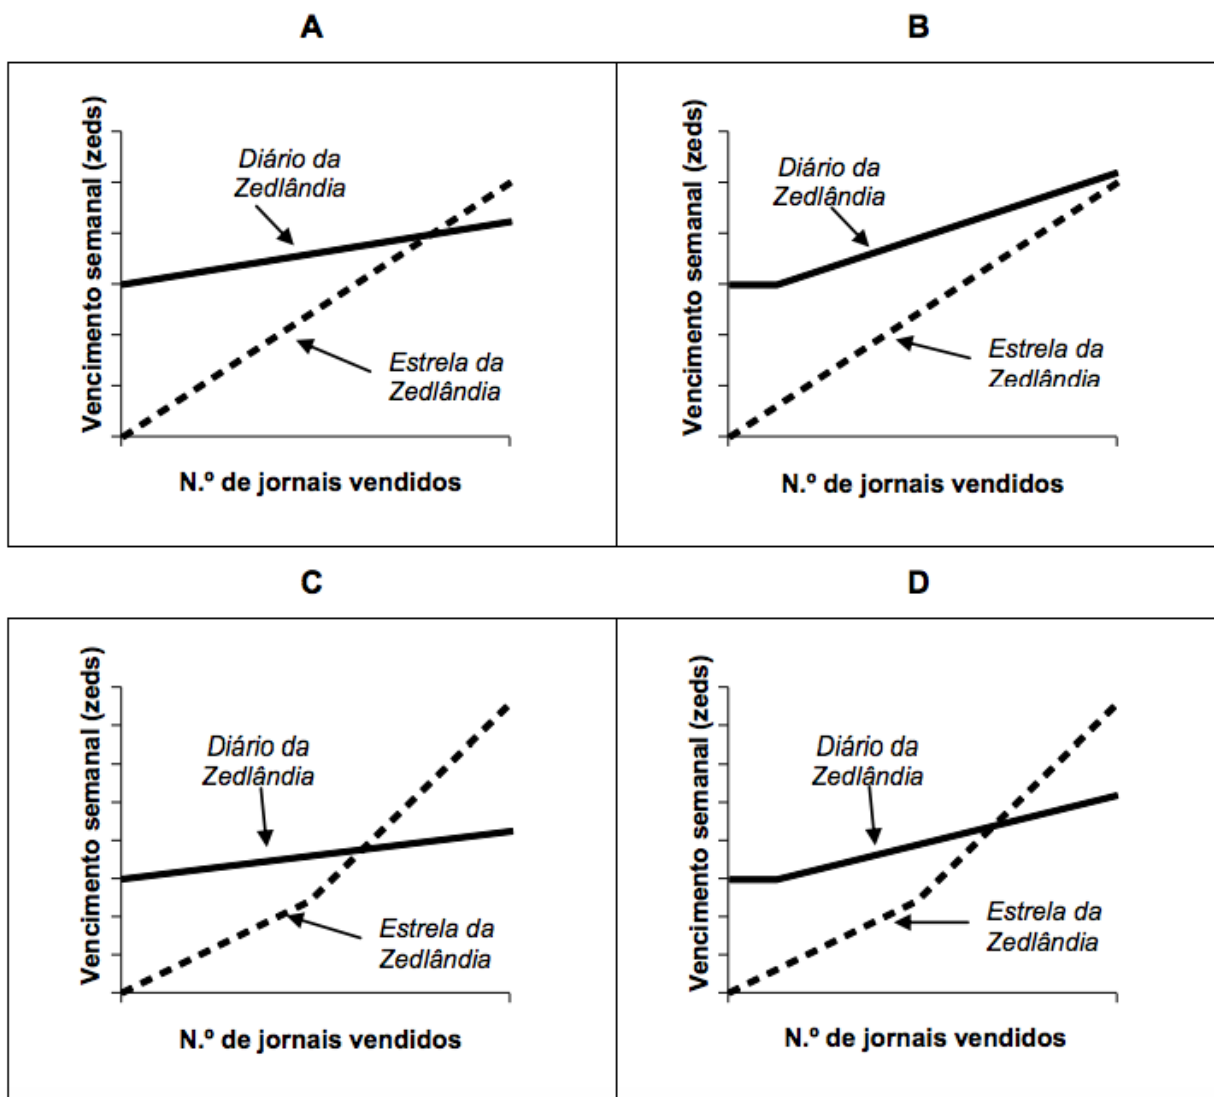 A
B
Vencimento semanal (zeds)
Diário da
Zedlândia
Estrela da
Zedlândia
N.º de jornais vendidos
Vencimento semanal (zeds)
Diário da
Zedlândia
Estrela da
Zedlândia
N.º de jornais vendidos
C
D
Vencimento semanal (zeds)
Diário da
Zedlândia
Estrela da
Zedlândia
N.º de jornais vendidos
Vencimento semanal (zeds)
Diário da
Zedlândia
Estrela da
Zedlândia
N.º de jornais vendidos